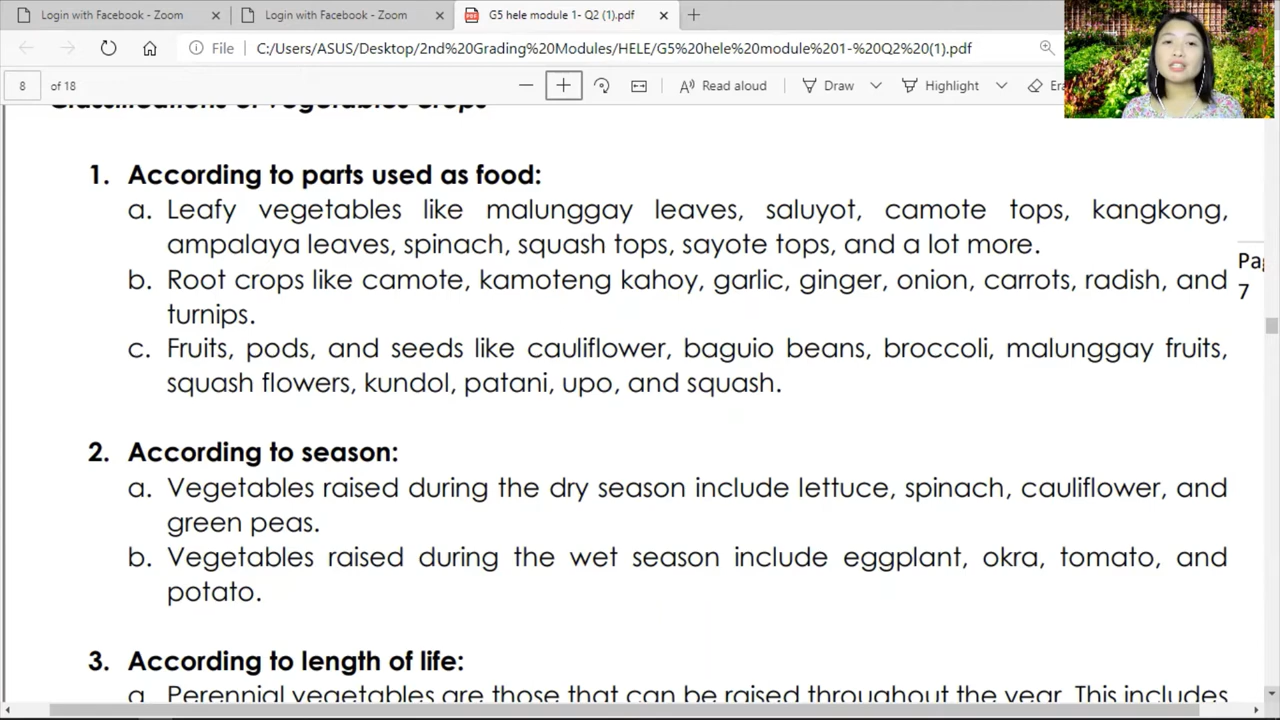 Login with Facebook - Zoom
Login with Facebook - Zoom
G5 hele module 1- Q2 (1).pdf
File
C:/Users/ASUS/Desktop/2nd%20Grading%20Modules/HELE/G5%20hele%20module%201-%20Q2%20(1).pdf
8 of 18
Read aloud
Draw
Highlight
Era
Classifications of Vegetables Crops
1. According to parts used as food:
a. Leafy vegetables like malunggay leaves, saluyot, camote tops, kangkong,
ampalaya leaves, spinach, squash tops, sayote tops, and a lot more.
b. Root crops like camote, kamoteng kahoy, garlic, ginger, onion, carrots, radish, and
turnips.
Pag
7
c. Fruits, pods, and seeds like cauliflower, baguio beans, broccoli, malunggay fruits,
squash flowers, kundol, patani, upo, and squash.
2. According to season:
a. Vegetables raised during the dry season include lettuce, spinach, cauliflower, and
green peas.
b. Vegetables raised during the wet season include eggplant, okra, tomato, and
potato.
3. According to length of life:
a. Perennial vegetables are those that can be raised throughout the year. This includes